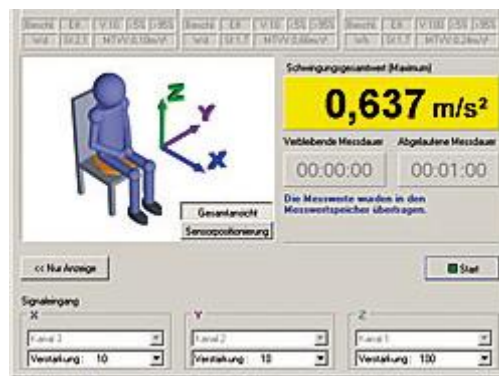 Schwingungsgesamtwert (Maximum)
0,637 m/s²
Verbleibende Messdauer Abgelaufene Messdauer
00:00:00 00:01:00
Die Messwerte wurden in den
Messwertspeicher übertragen.
Z
Y
X
Gesamtansicht
Sensorpositionierung
<< Nur Anzeige
Start
Signaleingang
X Y Z
Kanal 3 Kanal 2 Kanal 1
Verstärkung: 10 Verstärkung: 10 Verstärkung: 100